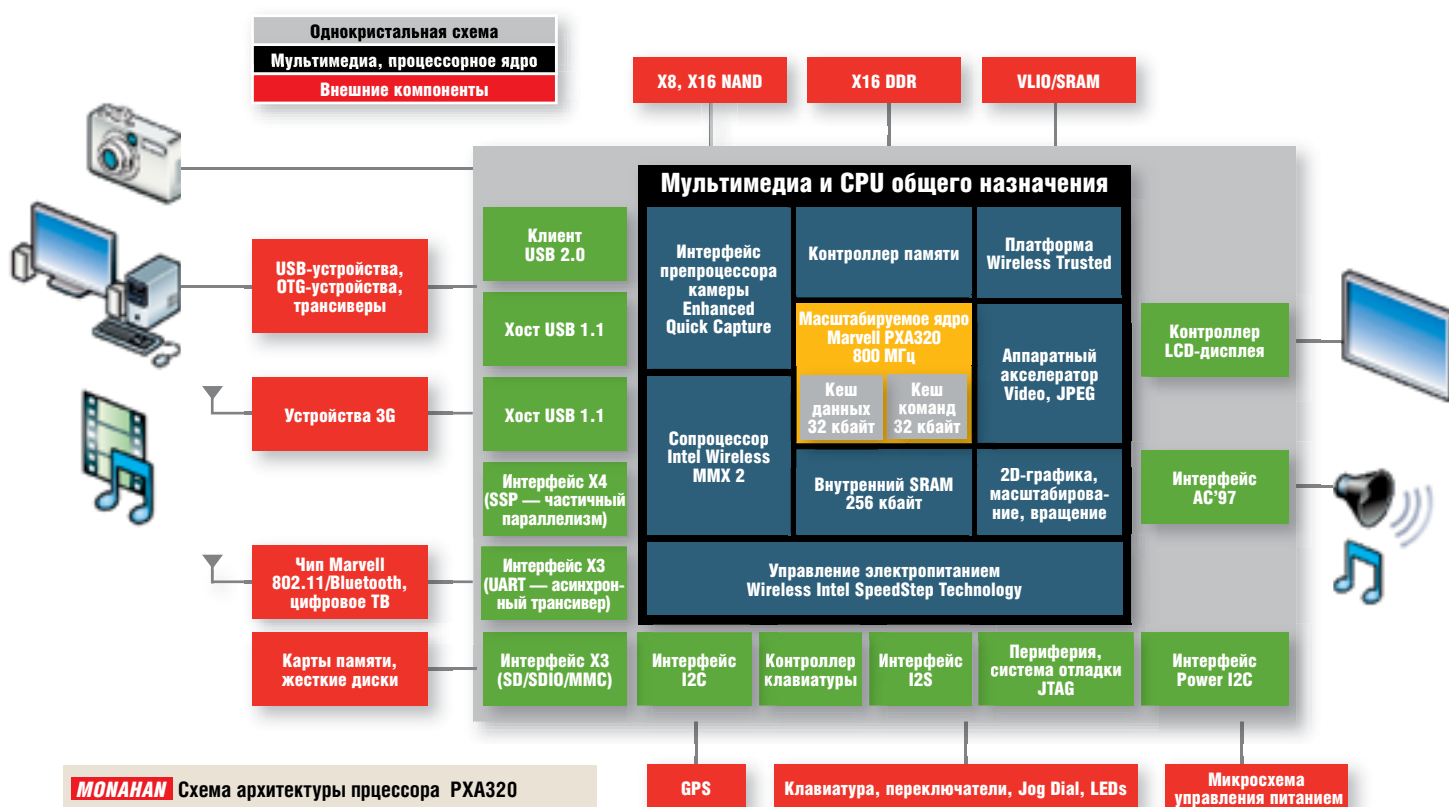 Однокристальная схема
Мультимедиа, процессорное ядро
Внешние компоненты
X8, X16 NAND
X16 DDR
VLIO/SRAM
Мультимедиа и CPU общего назначения
USB-устройства,
OTG-устройства,
трансиверы
Устройства 3G
Чип Marvell
802.11/Bluetooth,
цифровое ТВ
Карты памяти,
жесткие диски
Клиент
USB 2.0
Хост USB 1.1
Хост USB 1.1
Интерфейс X4
(SSP — частичный
параллелизм)
Интерфейс X3
(UART — асинхрон-
ный трансивер)
Интерфейс X3
(SD/SDIO/MMC)
Интерфейс
препроцессора
камеры
Enhanced
Quick Capture
Контроллер памяти
Платформа
Wireless Trusted
Масштабируемое ядро
Marvell PXA320
800 МГц
Кеш
данных
32 кбайт
Кеш
команд
32 кбайт
Аппаратный
акселератор
Video, JPEG
Сопроцессор
Intel Wireless
MMX 2
Внутренний SRAM
256 кбайт
2D-графика,
масштабирова-
ние, вращение
Управление электропитанием
Wireless Intel SpeedStep Technology
Контроллер
LCD-дисплея
Интерфейс
AC'97
Интерфейс
I2C
Контроллер
клавиатуры
Интерфейс
I2S
Периферия,
система отладки
JTAG
Интерфейс
Power I2C
GPS
Клавиатура, переключатели, Jog Dial, LEDs
Микросхема
управления питанием
MONAHAN Схема архитектуры прцессора PXA320